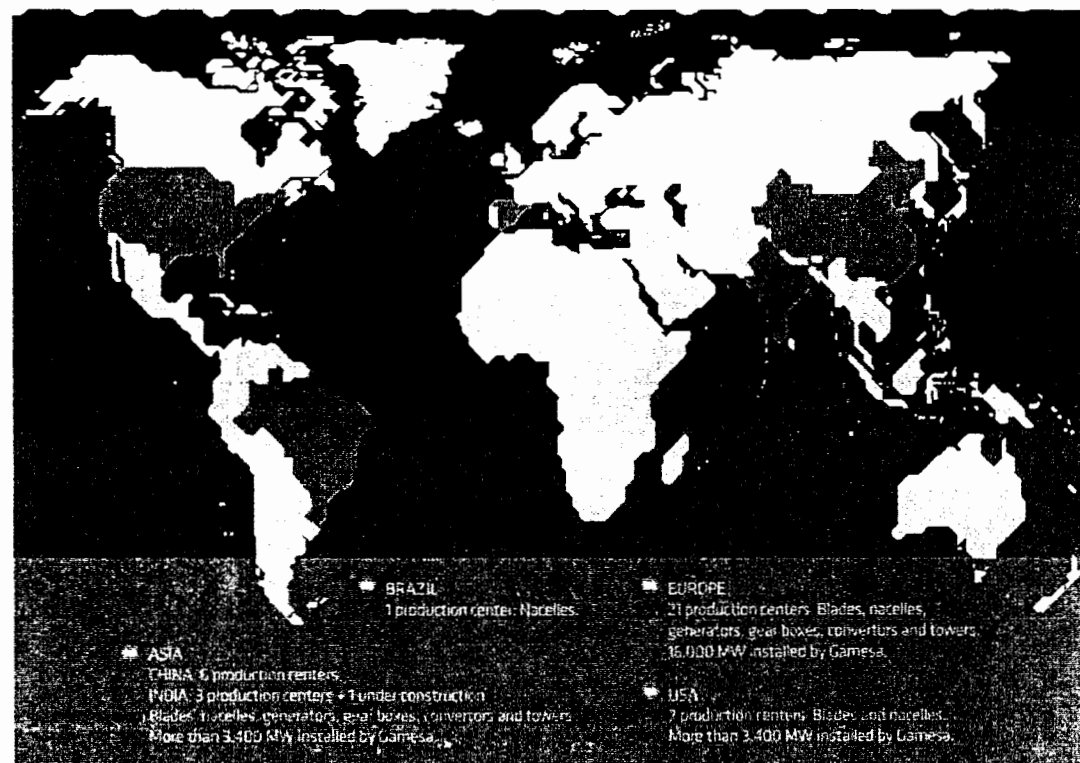 BRAZIL
1 production center: Nacelles.
EUROPE
21 production centers: Blades, nacelles,
generators, gear boxes, convertors and towers.
16.000 MW installed by Gamesa.
ASIA
CHINA: 6 production centers
INDIA: 3 production centers + 1 under construction
Blades, nacelles, generators, gear boxes, convertors and towers
More than 3.400 MW installed by Gamesa.
USA
production centers: Blades and nacelles.
More than 3.400 MW installed by Gamesa.